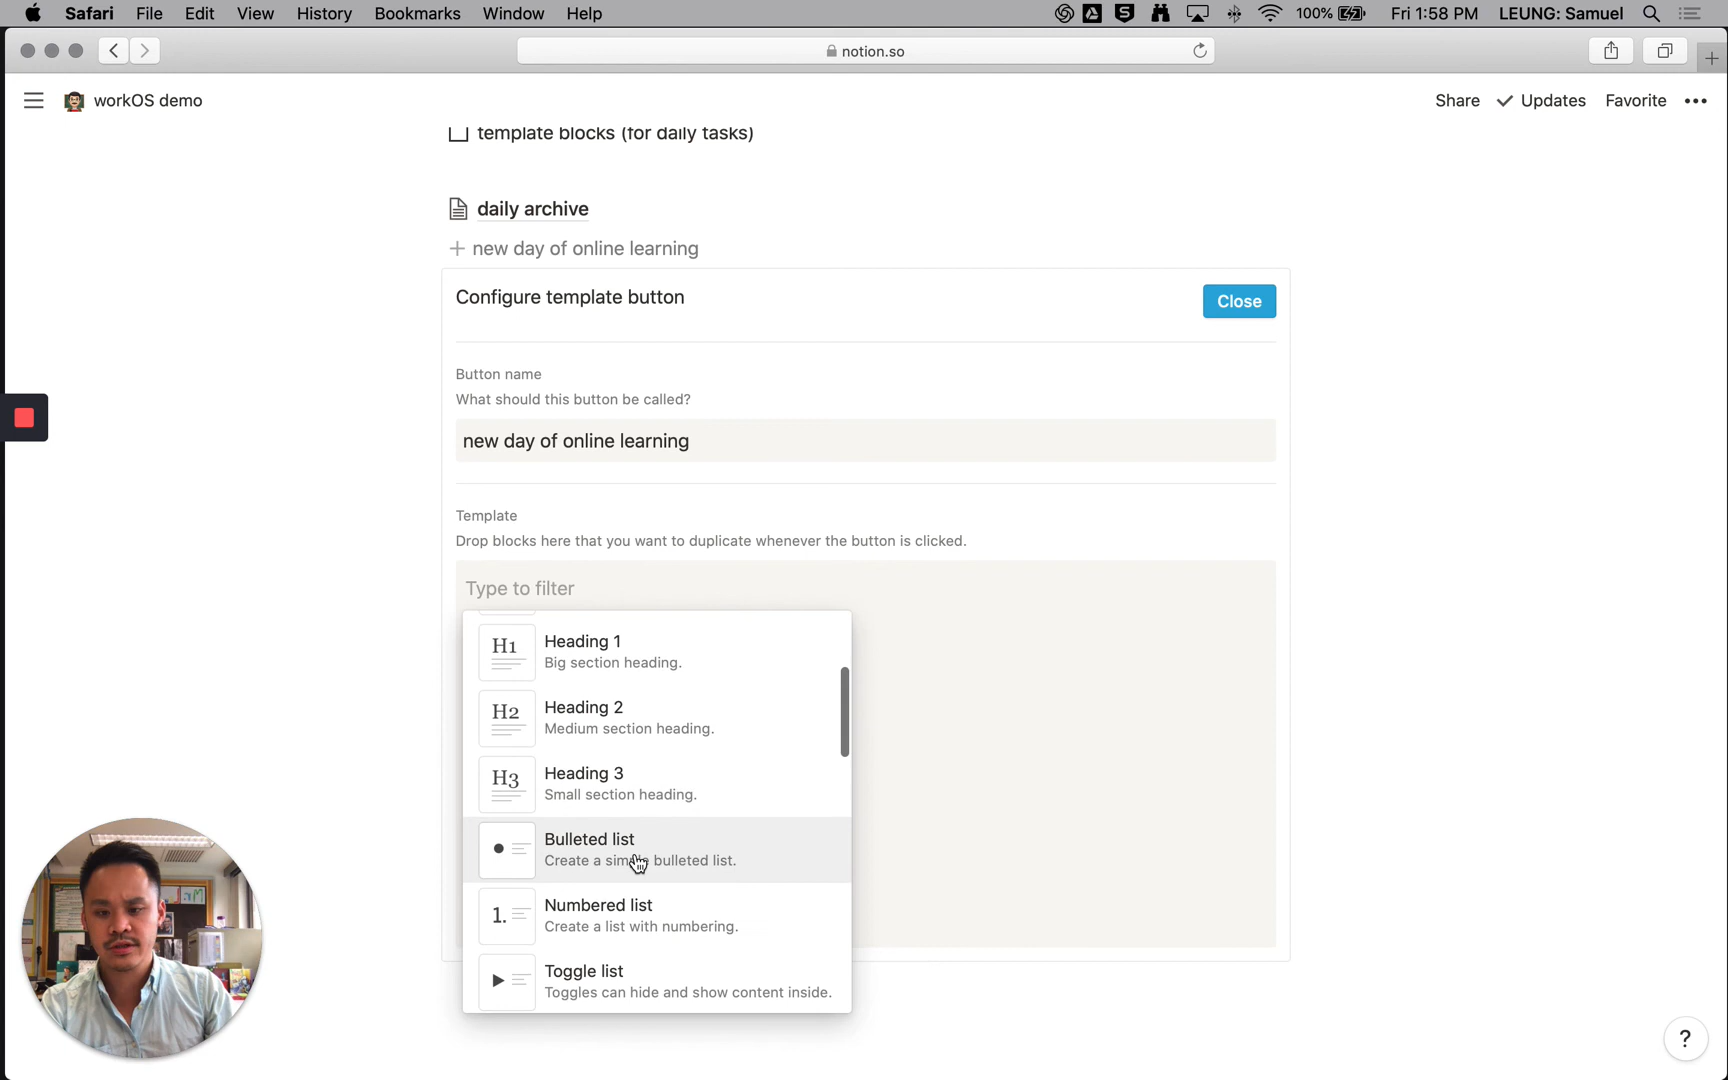 Safari File Edit View History Bookmarks Window Help 100% Fri 1:58 PM LEUNG: Samuel
notion.so
workOS demo Share Updates Favorite
template blocks (for daily tasks)
daily archive
new day of online learning
Configure template button Close
Button name
What should this button be called?
new day of online learning
Template
Drop blocks here that you want to duplicate whenever the button is clicked.
Type to filter
H1 Heading 1
Big section heading.
H2 Heading 2
Medium section heading.
H3 Heading 3
Small section heading.
Bulleted list
Create a simple bulleted list.
1. Numbered list
Create a list with numbering.
Toggle list
Toggles can hide and show content inside.
?